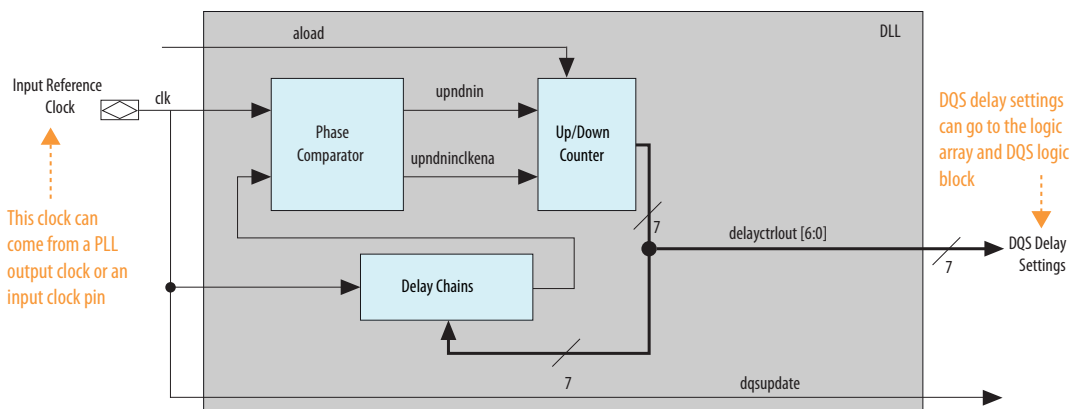 aload
DLL
Input Reference
Clock
clk
Phase
Comparator
upndnin
upndninclkena
Up/Down
Counter
DQS delay settings
can go to the logic
array and DQS logic
block
This clock can
come from a PLL
output clock or an
input clock pin
7
delayctrlout [6:0]
7
DQS Delay
Settings
Delay Chains
7
dqsupdate